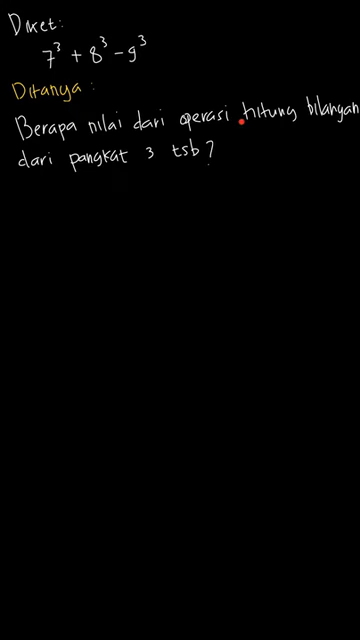 Diket:
7³ + 8³ - 9³
Ditanya:
Berapa nilai dari operasi hitung bilangan
dari pangkat 3 tsb?